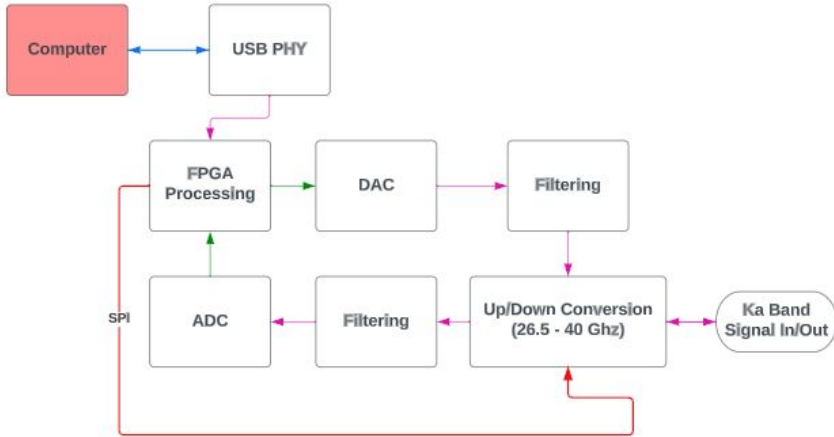 Computer
USB PHY
FPGA
Processing
DAC
Filtering
SPI
ADC
Filtering
Up/Down Conversion
(26.5 - 40 Ghz)
Ka Band
Signal In/Out